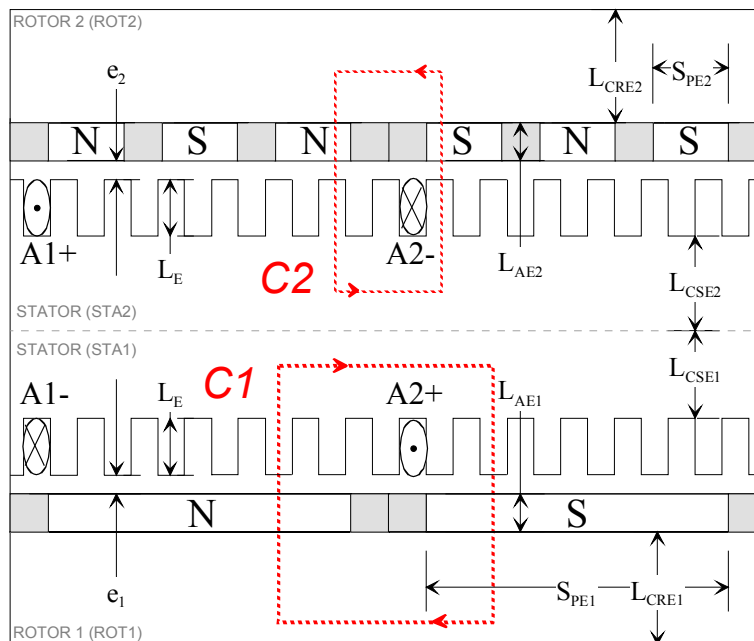 ROTOR 2 (ROT2)
e2
LCRE2
SPE2
N S N S N S
A1+
LE
C2
A2-
LAE2
LCSE2
STATOR (STA2)
STATOR (STA1)
A1-
LE
C1
A2+
LAE1
LCSE1
N S
e1
SPE1
LCRE1
ROTOR 1 (ROT1)